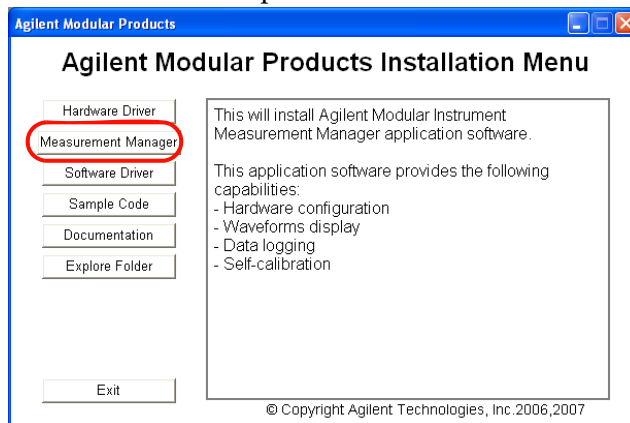 Agilent Modular Products
Agilent Modular Products Installation Menu
Hardware Driver
Measurement Manager
Software Driver
Sample Code
Documentation
Explore Folder
Exit
This will install Agilent Modular Instrument
Measurement Manager application software.
This application software provides the following
capabilities:
- Hardware configuration
- Waveforms display
- Data logging
- Self-calibration
© Copyright Agilent Technologies, Inc.2006,2007